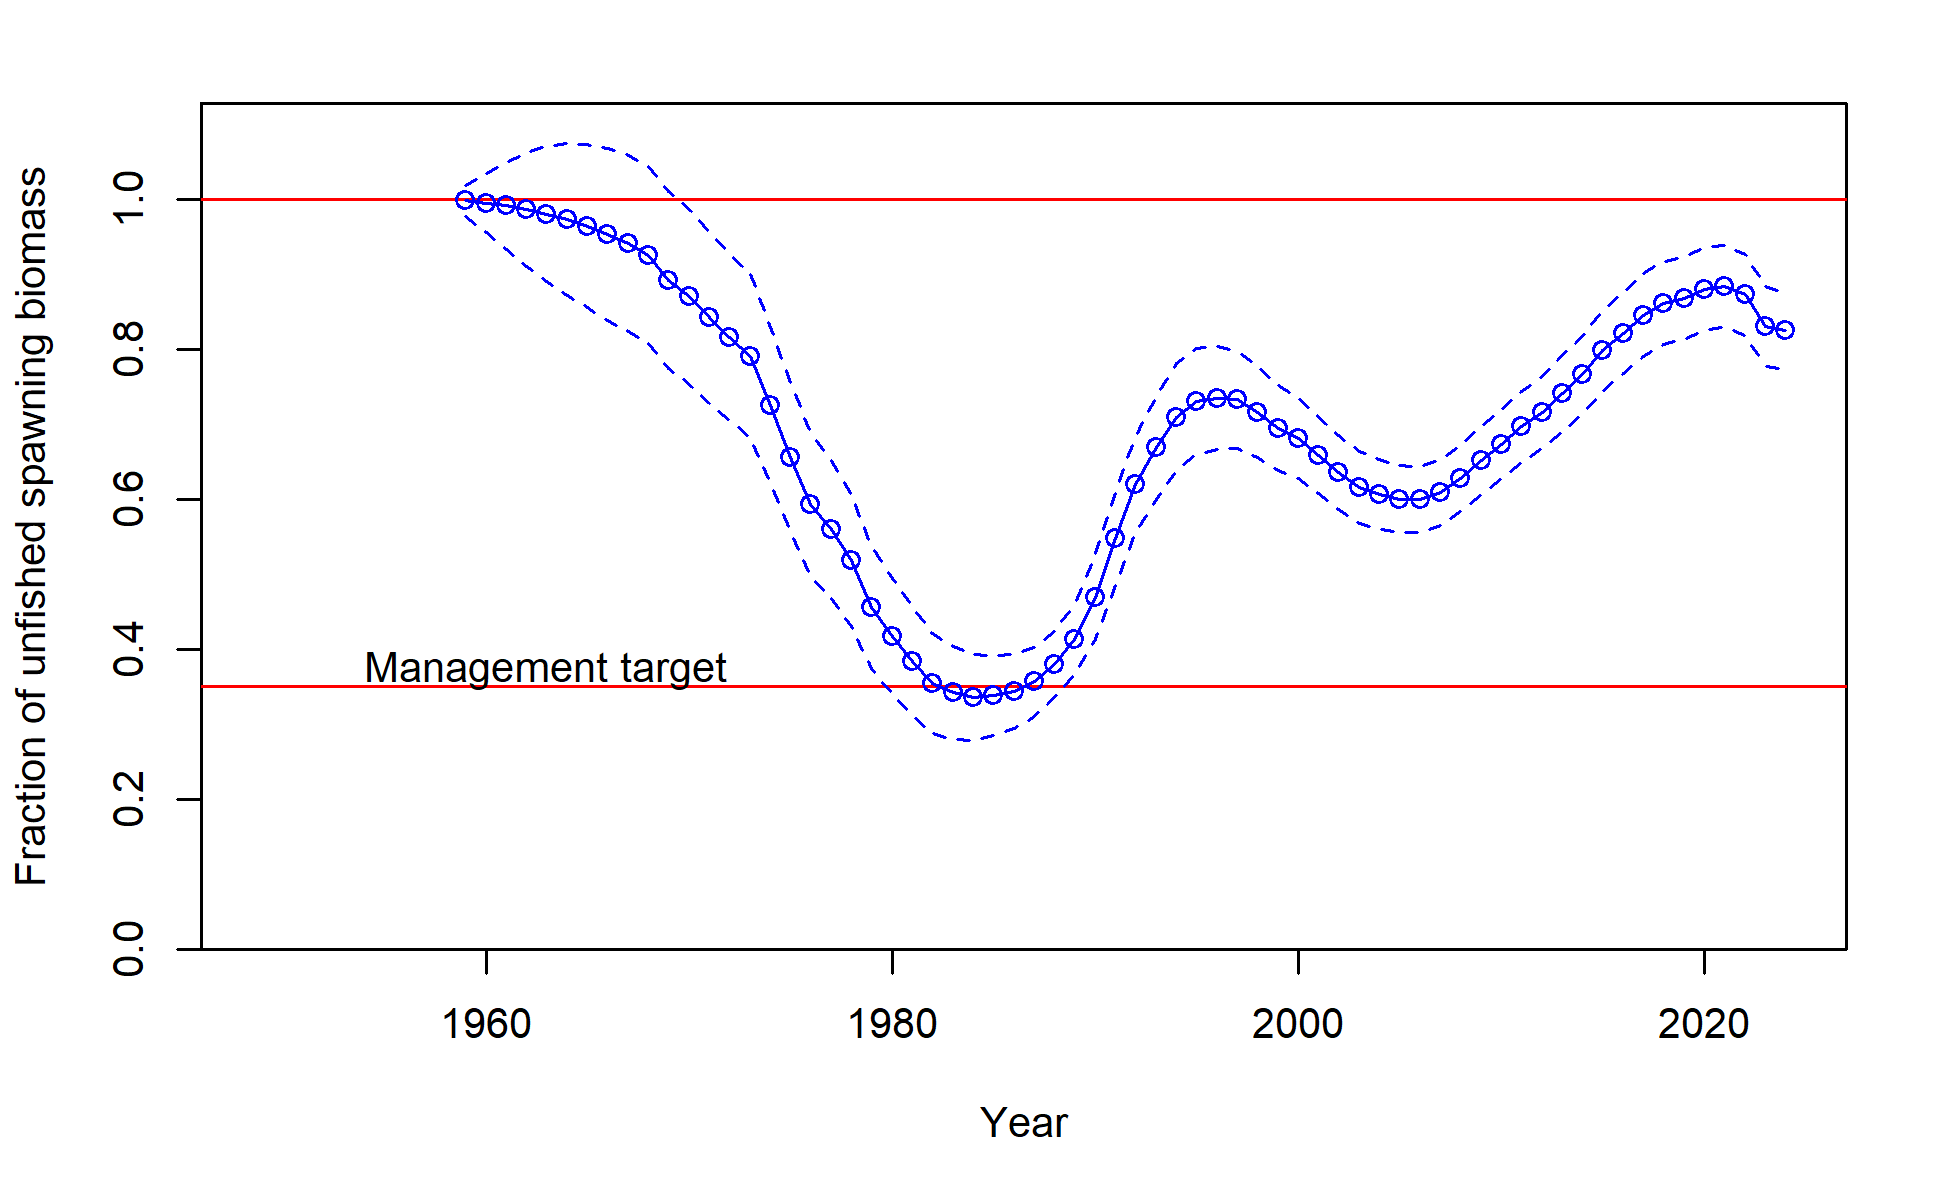 Fraction of unfished spawning biomass
1.0
0.8
0.6
0.4
0.2
0.0
Management target
1960 1980 2000 2020
Year